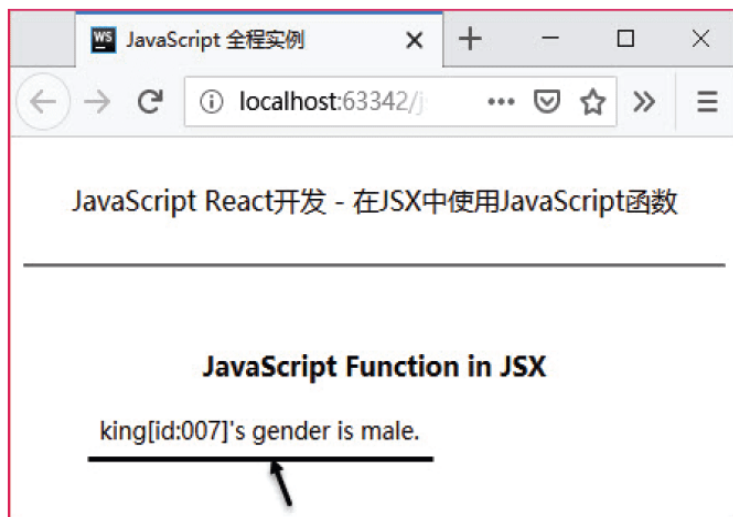 WS JavaScript 全程实例
localhost:63342/j
JavaScript React开发 - 在JSX中使用JavaScript函数
JavaScript Function in JSX
king[id:007]'s gender is male.